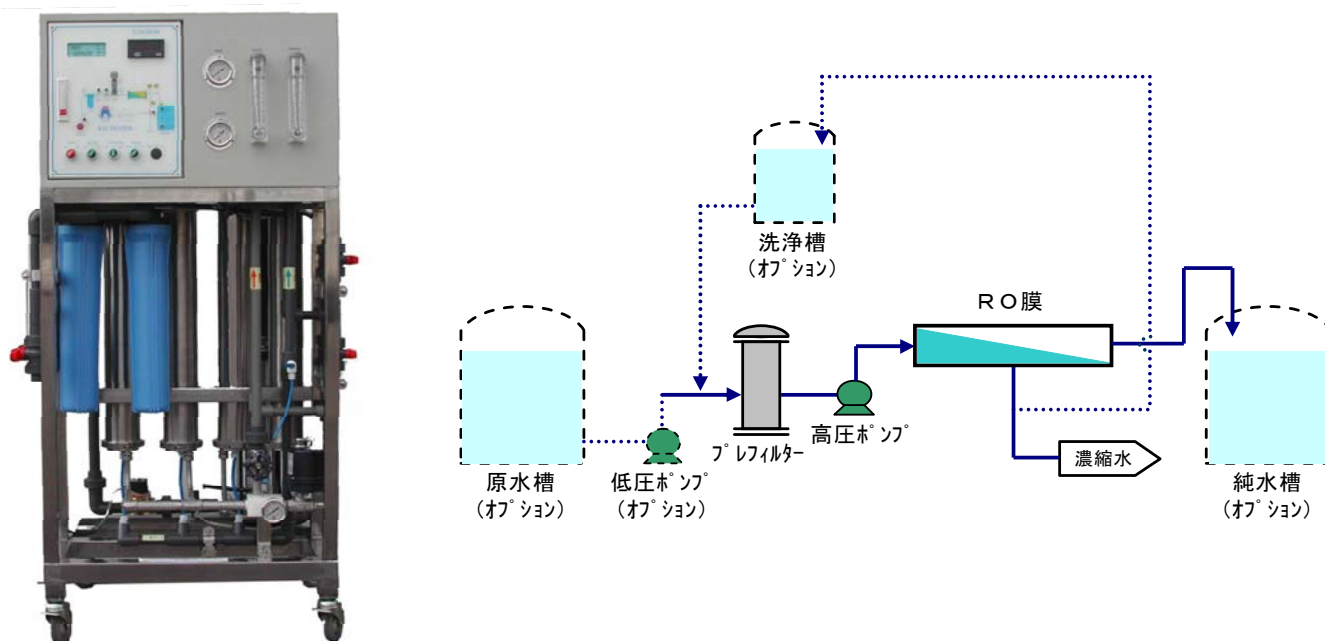 洗浄槽
(ｵﾌﾟｼｮﾝ)
ＲＯ膜
高圧ﾎﾟﾝﾌﾟ
ﾌﾟﾚﾌｨﾙﾀｰ
濃縮水
原水槽
(ｵﾌﾟｼｮﾝ)
低圧ﾎﾟﾝﾌﾟ
(ｵﾌﾟｼｮﾝ)
純水槽
(ｵﾌﾟｼｮﾝ)